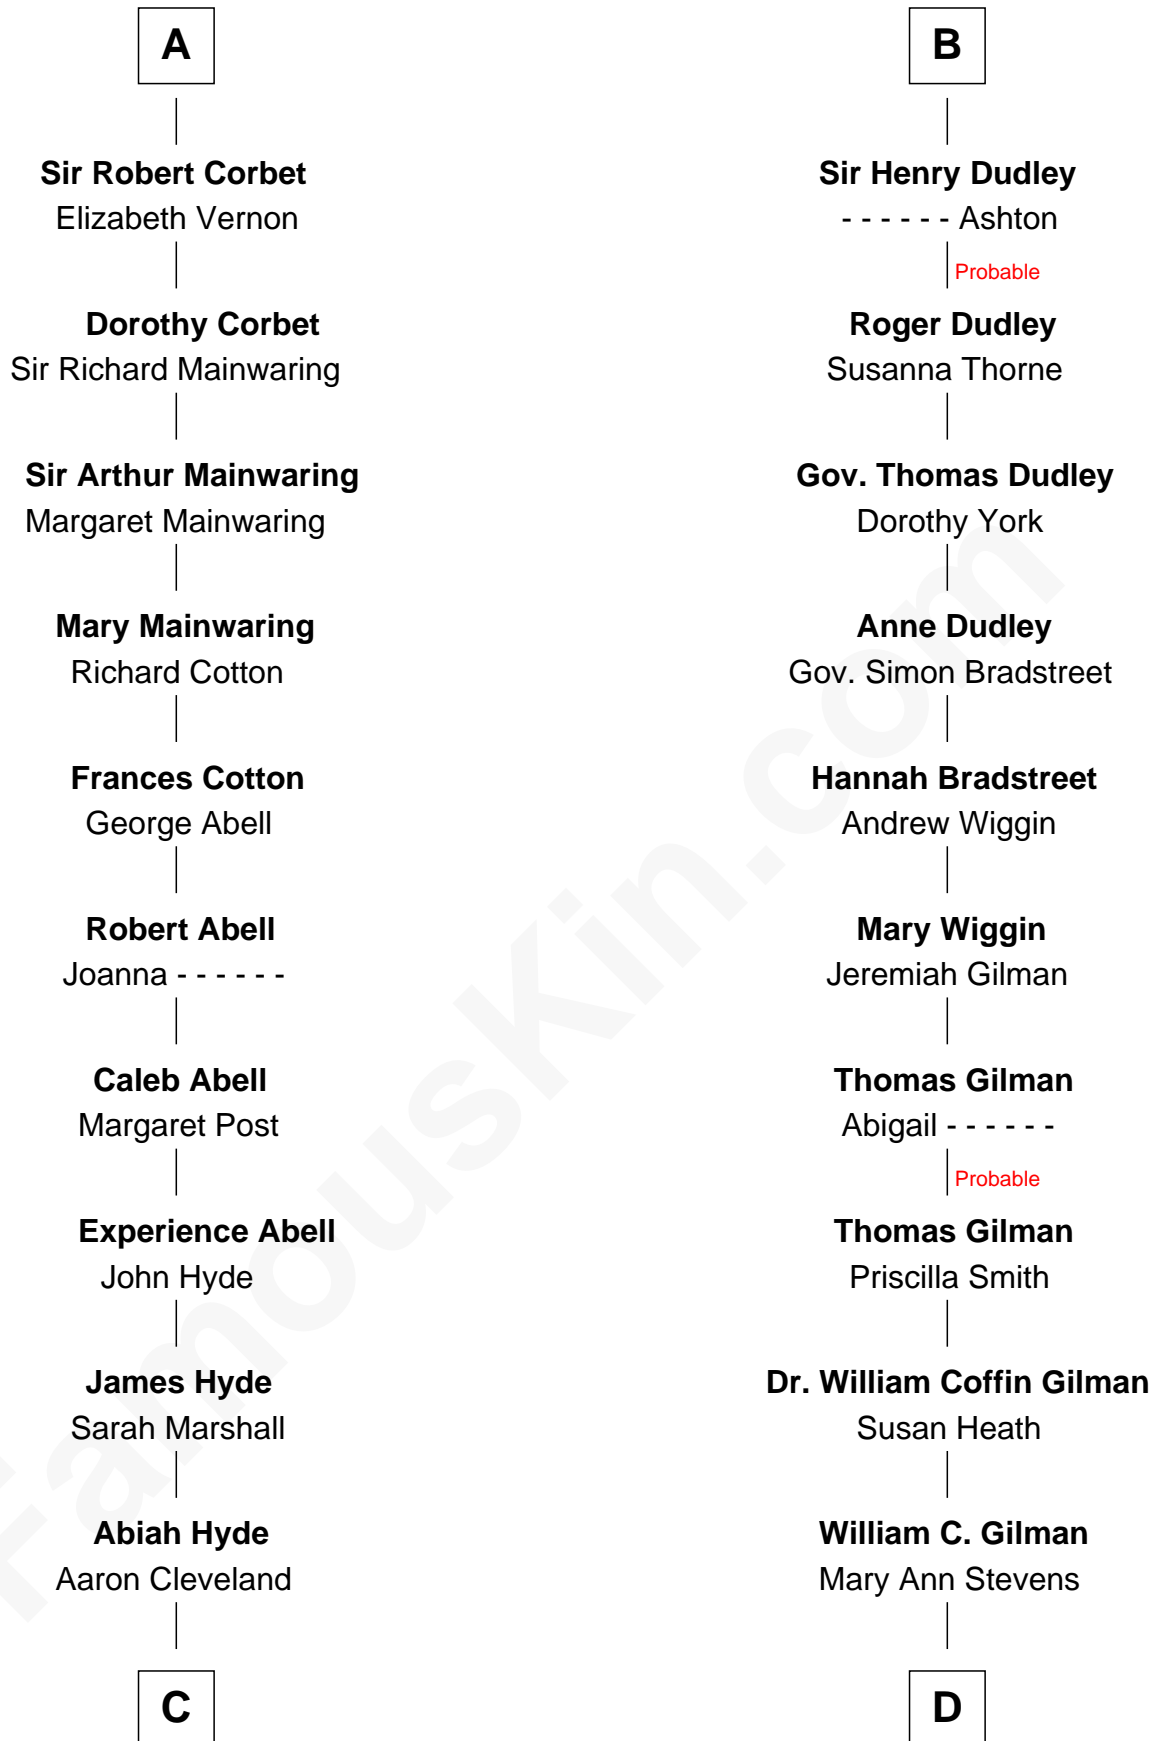 A
Sir Robert Corbet
Elizabeth Vernon
Dorothy Corbet
Sir Richard Mainwaring
Sir Arthur Mainwaring
Margaret Mainwaring
Mary Mainwaring
Richard Cotton
Frances Cotton
George Abell
Robert Abell
Joanna - - - - - -
Caleb Abell
Margaret Post
Experience Abell
John Hyde
James Hyde
Sarah Marshall
Abiah Hyde
Aaron Cleveland
C
B
Sir Henry Dudley
- - - - - - Ashton
Probable
Roger Dudley
Susanna Thorne
Gov. Thomas Dudley
Dorothy York
Anne Dudley
Gov. Simon Bradstreet
Hannah Bradstreet
Andrew Wiggin
Mary Wiggin
Jeremiah Gilman
Thomas Gilman
Abigail - - - - - -
Probable
Thomas Gilman
Priscilla Smith
Dr. William Coffin Gilman
Susan Heath
William C. Gilman
Mary Ann Stevens
D
FamousKin.com